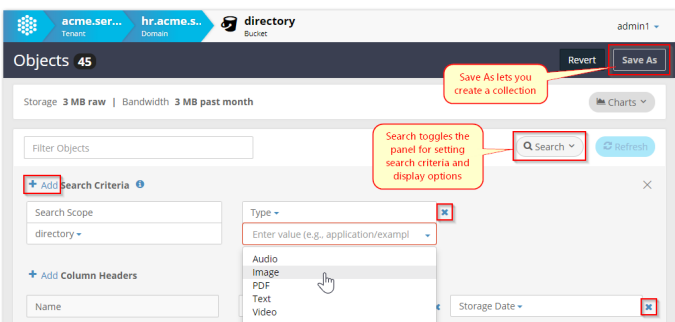 acme.ser... hr.acme.s.. directory
Tenant Domain Bucket
admin1
Objects 45
Revert Save As
Save As lets you
create a collection
Storage 3 MB raw | Bandwidth 3 MB past month
Charts
Filter Objects
Search toggles the
panel for setting
search criteria and
display options
Search
Refresh
+ Add Search Criteria
Search Scope
Type
directory
Enter value (e.g., application/exampl
Audio
Image
PDF
Text
Video
+ Add Column Headers
Name
Storage Date